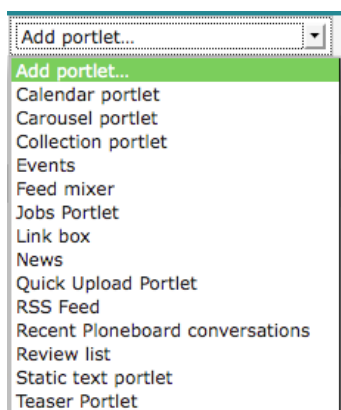 Add portlet...
Add portlet...
Calendar portlet
Carousel portlet
Collection portlet
Events
Feed mixer
Jobs Portlet
Link box
News
Quick Upload Portlet
RSS Feed
Recent Ploneboard conversations
Review list
Static text portlet
Teaser Portlet